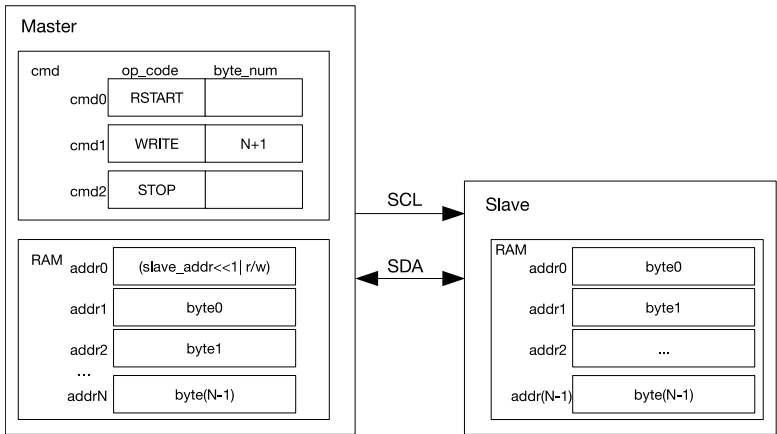 Master
cmd op_code byte_num
cmd0 RSTART
cmd1 WRITE N+1
cmd2 STOP
RAM
addr0 (slave_addr<<1| r/w)
addr1 byte0
addr2 byte1
...
addrN byte(N-1)
SCL
SDA
Slave
RAM
addr0 byte0
addr1 byte1
addr2 ...
addr(N-1) byte(N-1)